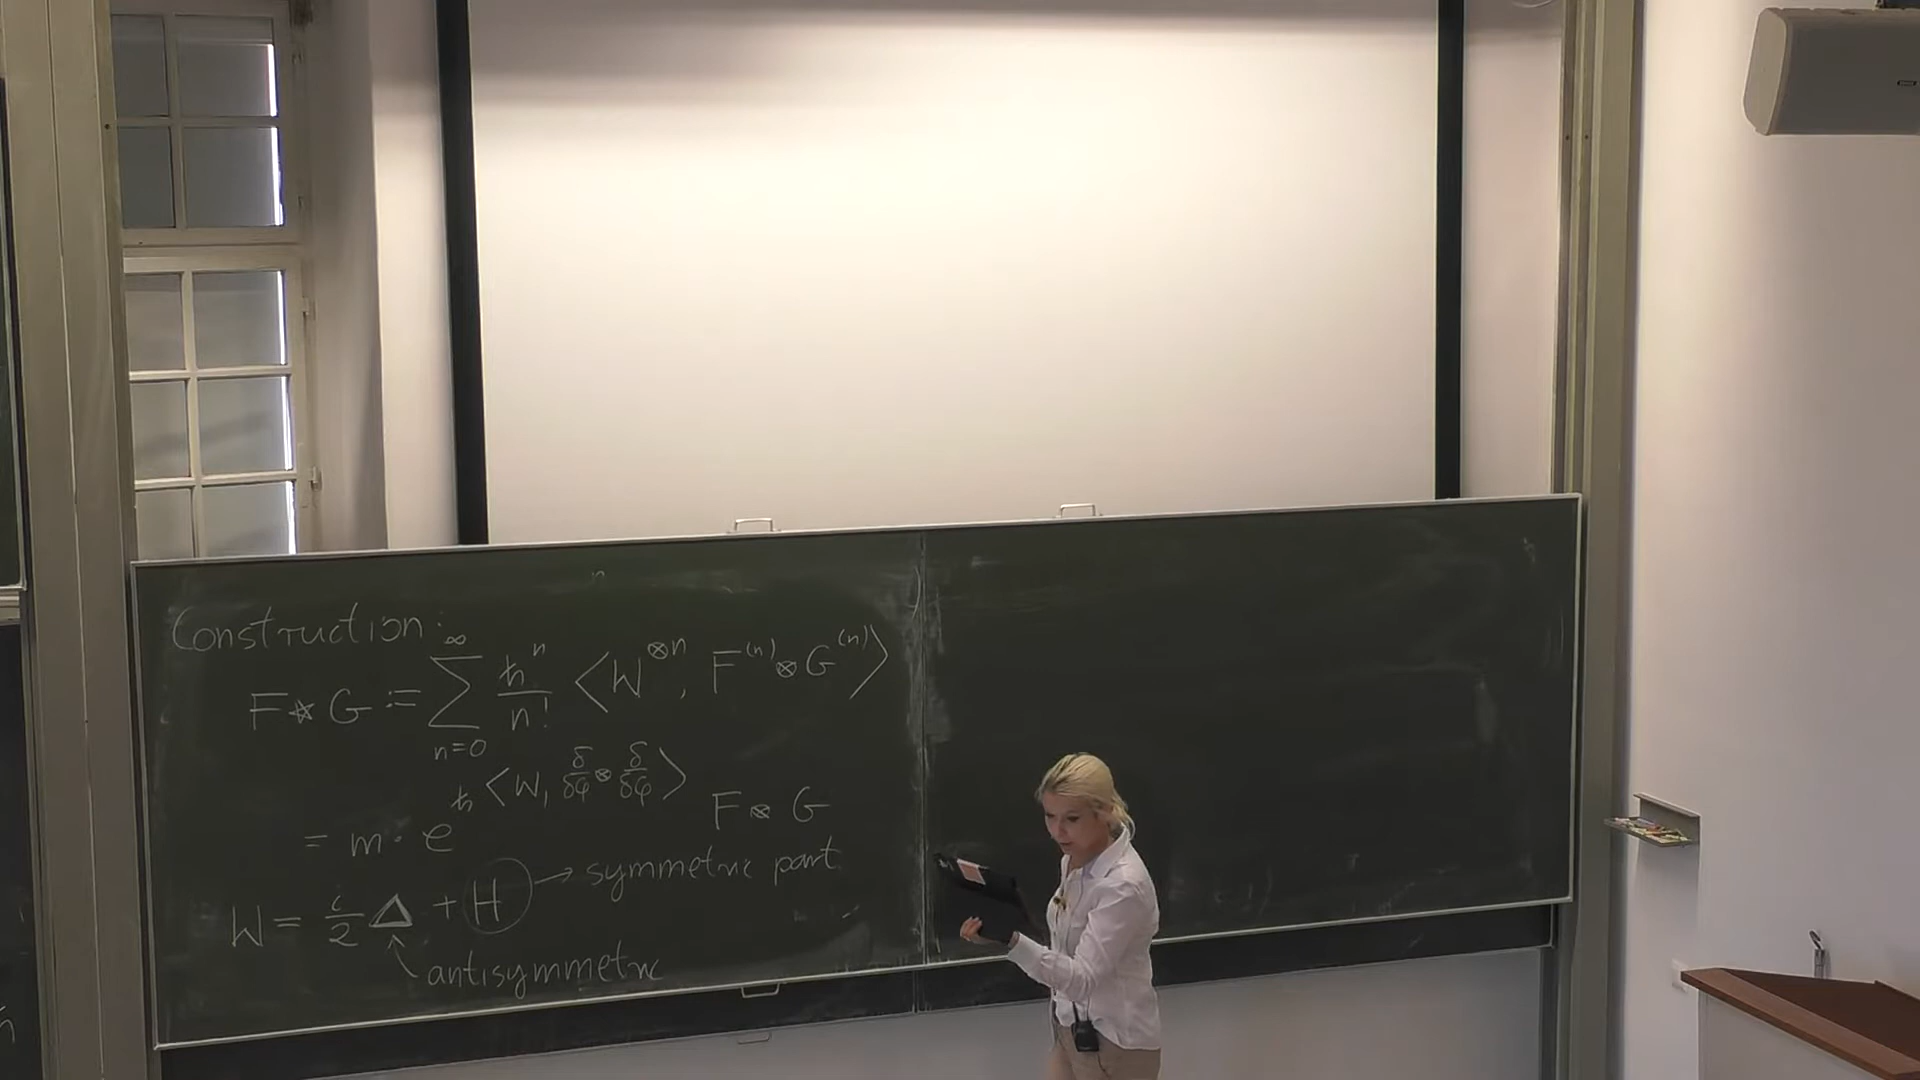 Construction:
F ⋆ G := ∑_{n=0}^{∞} ℏ^n/n! ⟨W^{⊗n}, F^{(n)} ⊗ G^{(n)}⟩
= m · e^{ℏ⟨W, δ/δφ ⊗ δ/δφ⟩} F ⊗ G
W = i/2 Δ + H → symmetric part
antisymmetric